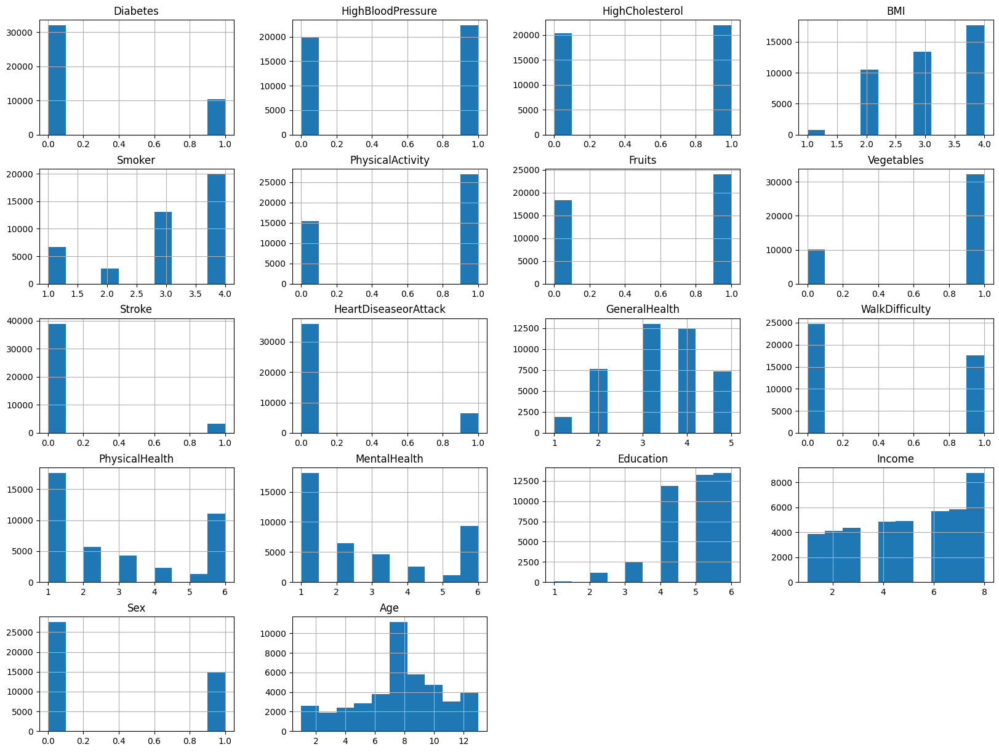 Diabetes
30000
20000
10000
0
0.0 0.2 0.4 0.6 0.8 1.0
HighBloodPressure
20000
15000
10000
5000
0
0.0 0.2 0.4 0.6 0.8 1.0
HighCholesterol
20000
15000
10000
5000
0
0.0 0.2 0.4 0.6 0.8 1.0
BMI
15000
10000
5000
0
1.0 1.5 2.0 2.5 3.0 3.5 4.0
Smoker
20000
15000
10000
5000
0
1.0 1.5 2.0 2.5 3.0 3.5 4.0
PhysicalActivity
25000
20000
15000
10000
5000
0
0.0 0.2 0.4 0.6 0.8 1.0
Fruits
25000
20000
15000
10000
5000
0
0.0 0.2 0.4 0.6 0.8 1.0
Vegetables
30000
20000
10000
0
0.0 0.2 0.4 0.6 0.8 1.0
Stroke
40000
30000
20000
10000
0
0.0 0.2 0.4 0.6 0.8 1.0
HeartDiseaseorAttack
30000
20000
10000
0
0.0 0.2 0.4 0.6 0.8 1.0
GeneralHealth
12500
10000
7500
5000
2500
0
1 2 3 4 5
WalkDifficulty
25000
20000
15000
10000
5000
0
0.0 0.2 0.4 0.6 0.8 1.0
PhysicalHealth
15000
10000
5000
0
1 2 3 4 5 6
MentalHealth
15000
10000
5000
0
1 2 3 4 5 6
Education
12500
10000
7500
5000
2500
0
1 2 3 4 5 6
Income
8000
6000
4000
2000
0
2 4 6 8
Sex
25000
20000
15000
10000
5000
0
0.0 0.2 0.4 0.6 0.8 1.0
Age
10000
8000
6000
4000
2000
0
2 4 6 8 10 12